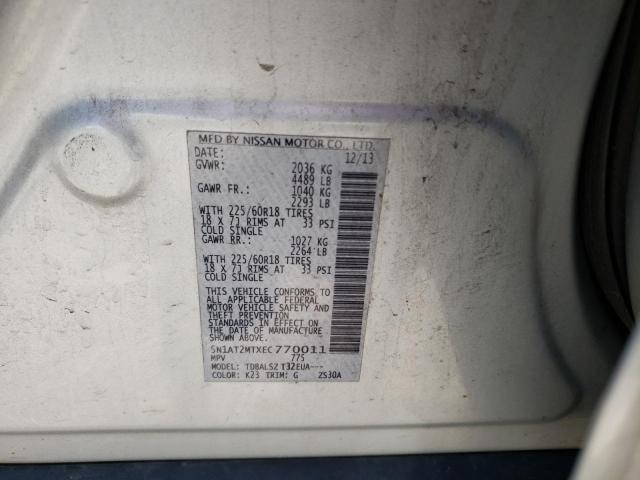 MFD BY NISSAN MOTOR CO., LTD.
DATE: 12/13
GVWR: 2036 KG
4489 LB
GAWR FR.: 1040 KG
2293 LB
WITH 225/60R18 TIRES
18 X 7J RIMS AT 33 PSI
COLD SINGLE
GAWR RR.: 1027 KG
2264 LB
WITH 225/60R18 TIRES
18 X 7J RIMS AT 33 PSI
COLD SINGLE
THIS VEHICLE CONFORMS TO
ALL APPLICABLE FEDERAL
MOTOR VEHICLE SAFETY AND
THEFT PREVENTION
STANDARDS IN EFFECT ON
THE DATE OF MANUFACTURE
SHOWN ABOVE.
5N1AT2MTXEC770011
MPV 775
MODEL: TDBALSZ T32EUA---
COLOR: K23 TRIM: G ZS30A